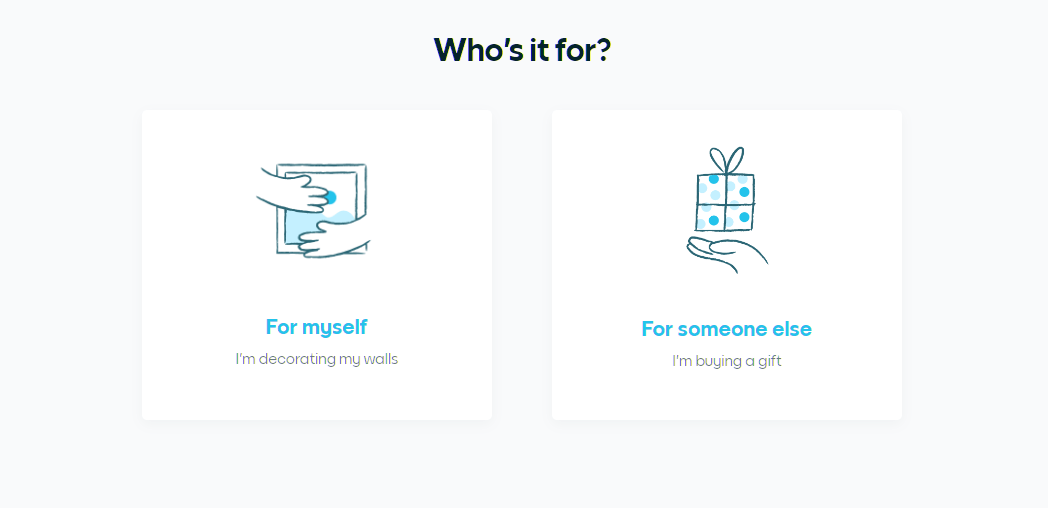 Who's it for?
For myself
I'm decorating my walls
For someone else
I'm buying a gift